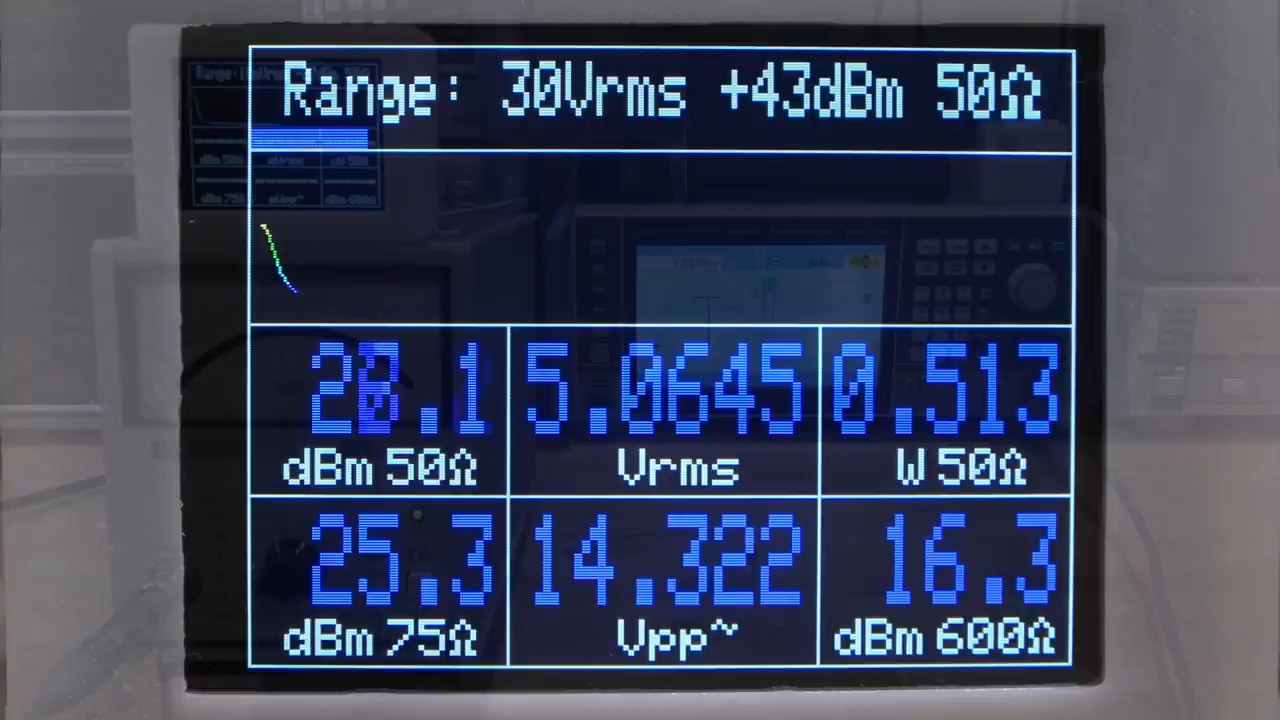 Range: 30Vrms +43dBm 50Ω
5.0645 0.513
dBm 50Ω Vrms W 50Ω
25.3 14.322 16.3
dBm 75Ω Vpp~ dBm 600Ω